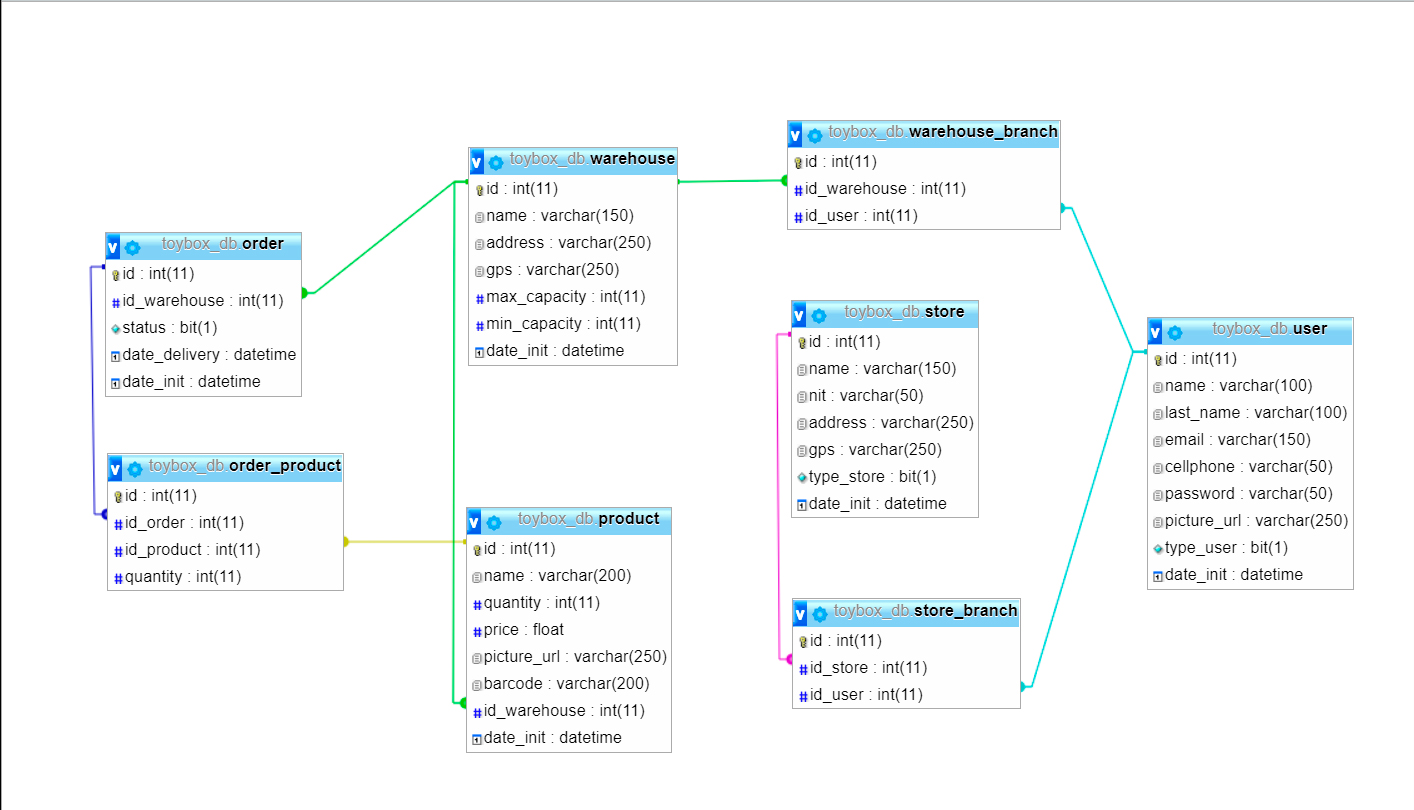 toybox_db.order
id : int(11)
id_warehouse : int(11)
status : bit(1)
date_delivery : datetime
date_init : datetime
toybox_db.order_product
id : int(11)
id_order : int(11)
id_product : int(11)
quantity : int(11)
toybox_db.warehouse
id : int(11)
name : varchar(150)
address : varchar(250)
gps : varchar(250)
max_capacity : int(11)
min_capacity : int(11)
date_init : datetime
toybox_db.product
id : int(11)
name : varchar(200)
quantity : int(11)
price : float
picture_url : varchar(250)
barcode : varchar(200)
id_warehouse : int(11)
date_init : datetime
toybox_db.warehouse_branch
id : int(11)
id_warehouse : int(11)
id_user : int(11)
toybox_db.store
id : int(11)
name : varchar(150)
nit : varchar(50)
address : varchar(250)
gps : varchar(250)
type_store : bit(1)
date_init : datetime
toybox_db.store_branch
id : int(11)
id_store : int(11)
id_user : int(11)
toybox_db.user
id : int(11)
name : varchar(100)
last_name : varchar(100)
email : varchar(150)
cellphone : varchar(50)
password : varchar(50)
picture_url : varchar(250)
type_user : bit(1)
date_init : datetime